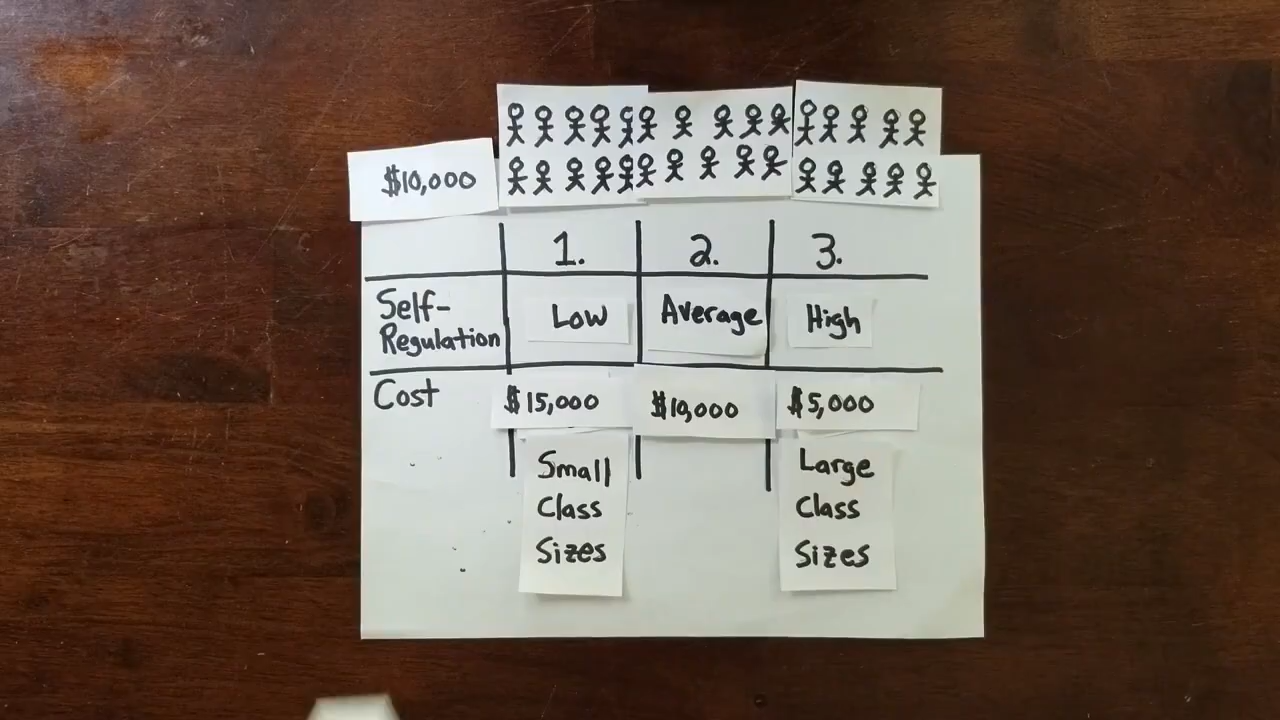 $10,000
1. 2. 3.
Self-
Regulation
Low Average High
Cost
$15,000 $10,000 $5,000
Small
Class
Sizes
Large
Class
Sizes